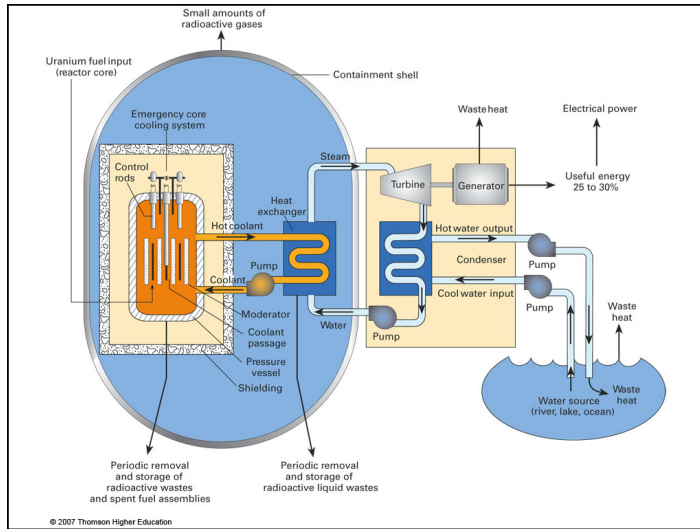 Small amounts of
radioactive gases
Uranium fuel input
(reactor core)
Containment shell
Emergency core
cooling system
Control
rods
Waste heat
Electrical power
Steam
Turbine
Generator
Useful energy
25 to 30%
Heat
exchanger
Hot coolant
Hot water output
Pump
Coolant
Condenser
Pump
Cool water input
Pump
Moderator
Water
Pump
Coolant
passage
Waste
heat
Pressure
vessel
Shielding
Water source
(river, lake, ocean)
Waste
heat
Periodic removal
and storage of
radioactive wastes
and spent fuel assemblies
Periodic removal
and storage of
radioactive liquid wastes
© 2007 Thomson Higher Education